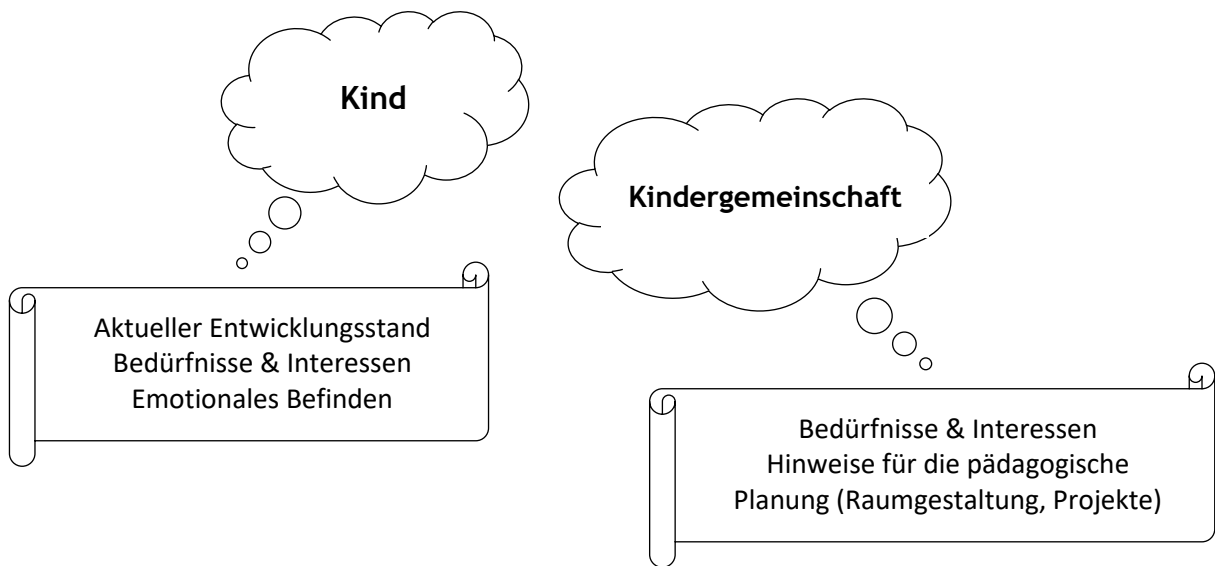 Kind
Kindergemeinschaft
Aktueller Entwicklungsstand
Bedürfnisse & Interessen
Emotionales Befinden
Bedürfnisse & Interessen
Hinweise für die pädagogische
Planung (Raumgestaltung, Projekte)